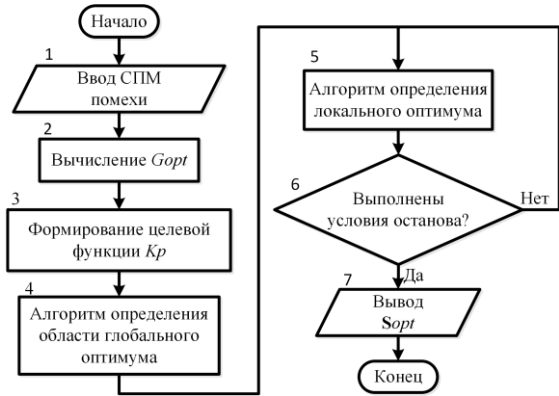 Начало
1
Ввод СПМ
помехи
2
Вычисление Gopt
3
Формирование целевой
функции Kp
4
Алгоритм определения
области глобального
оптимума
5
Алгоритм определения
локального оптимума
6
Выполнены
условия останова?
Нет
Да
7
Вывод
Sopt
Конец